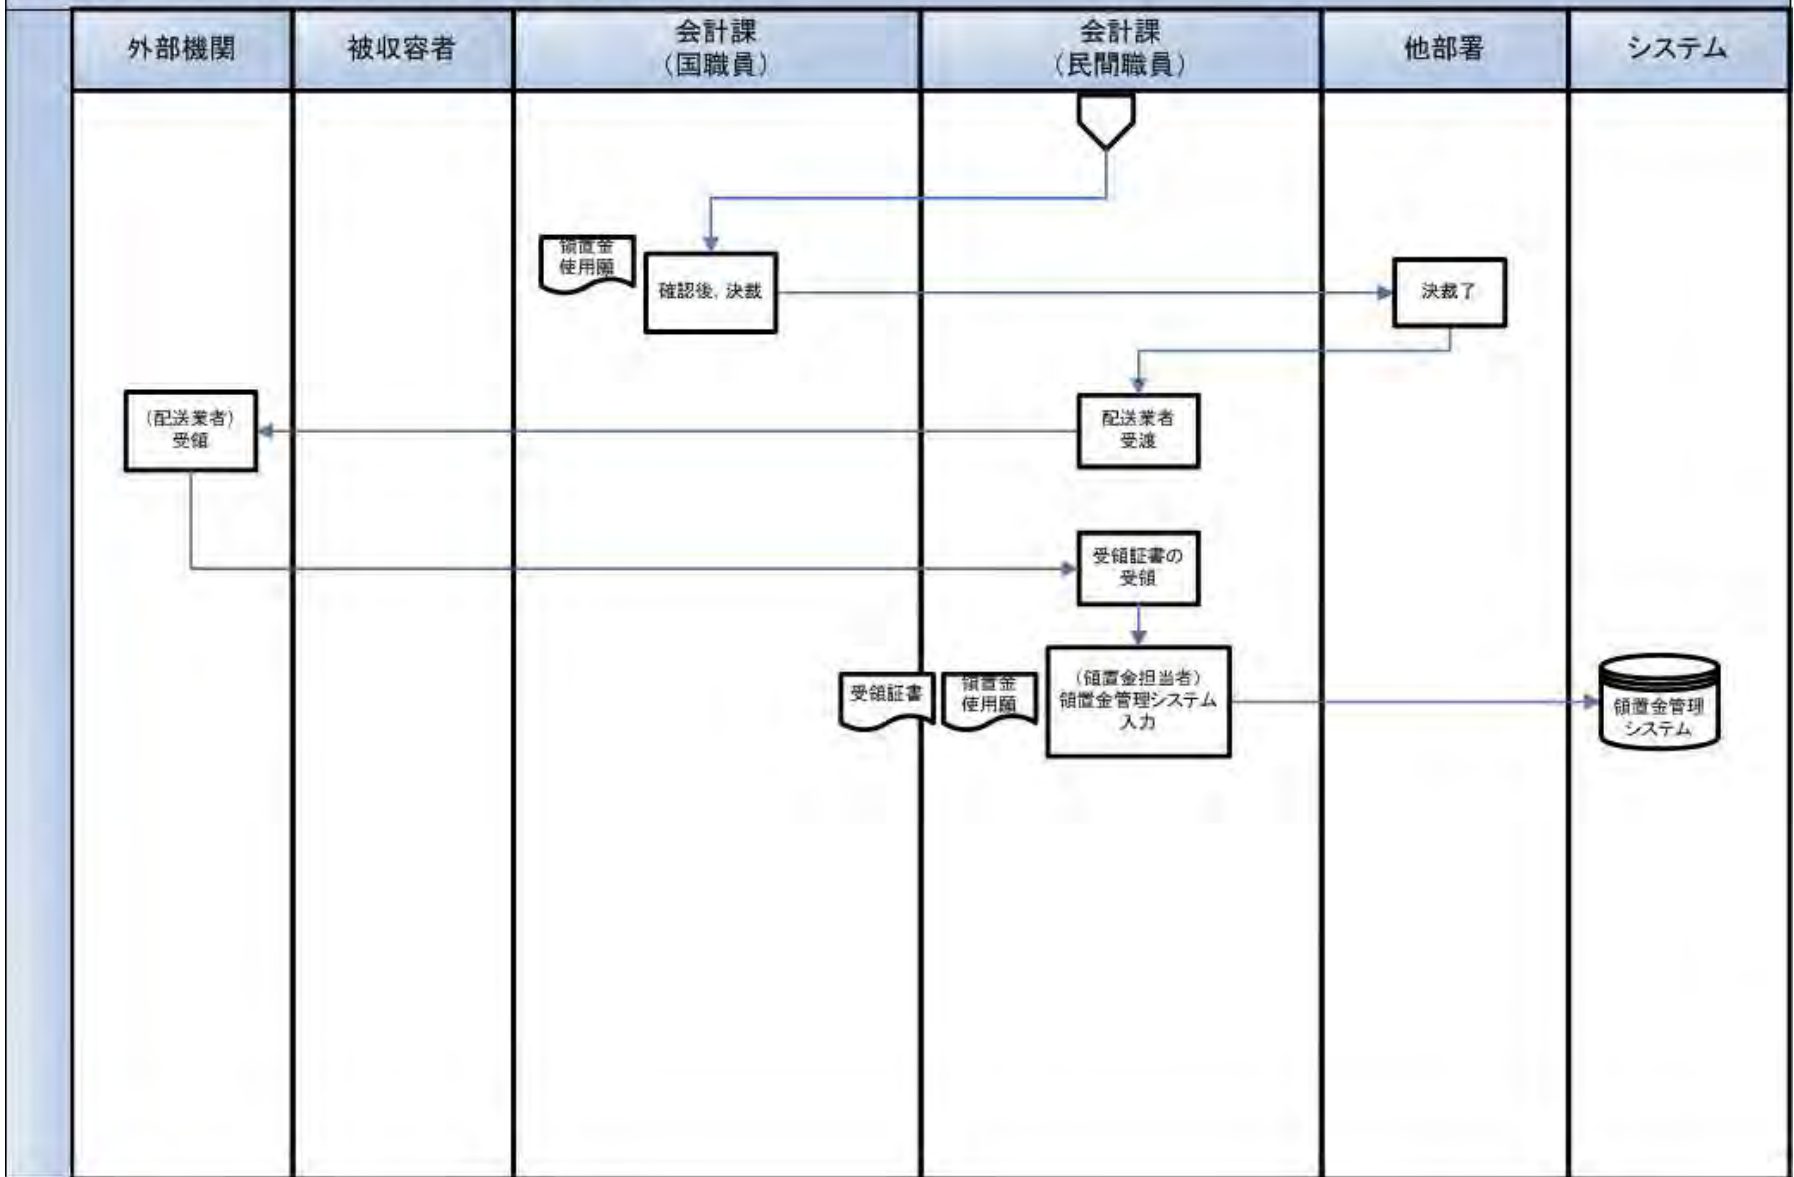 外部機関
被収容者
会計課
（国職員）
会計課
（民間職員）
他部署
システム
領置金
使用願
確認後，決裁
決裁了
（配送業者）
受領
配送業者
受渡
受領証書の
受領
受領証書
領置金
使用願
（領置金担当者）
領置金管理システム
入力
領置金管理
システム